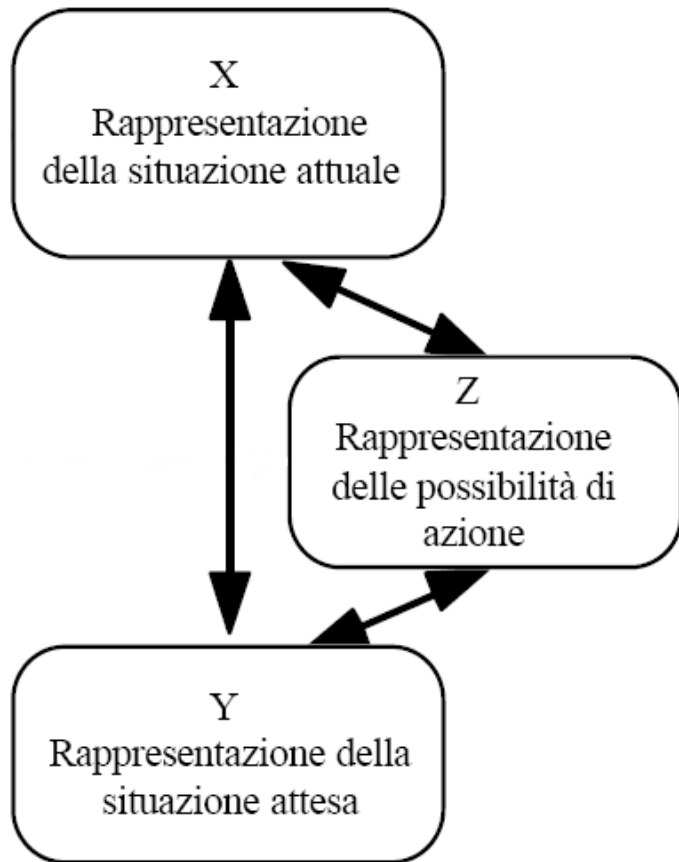 X
Rappresentazione
della situazione attuale
Z
Rappresentazione
delle possibilità di
azione
Y
Rappresentazione della
situazione attesa